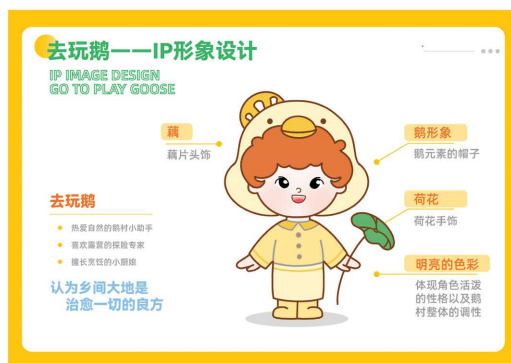 去玩鹅——IP形象设计
IP IMAGE DESIGN
GO TO PLAY GOOSE
藕
藕片头饰
鹅形象
鹅元素的帽子
荷花
荷花手饰
明亮的色彩
体现角色活泼
的性格以及鹅
村整体的调性
去玩鹅
热爱自然的鹅村小助手
喜欢露营的探险专家
擅长烹饪的小厨娘
认为乡间大地是
治愈一切的良方